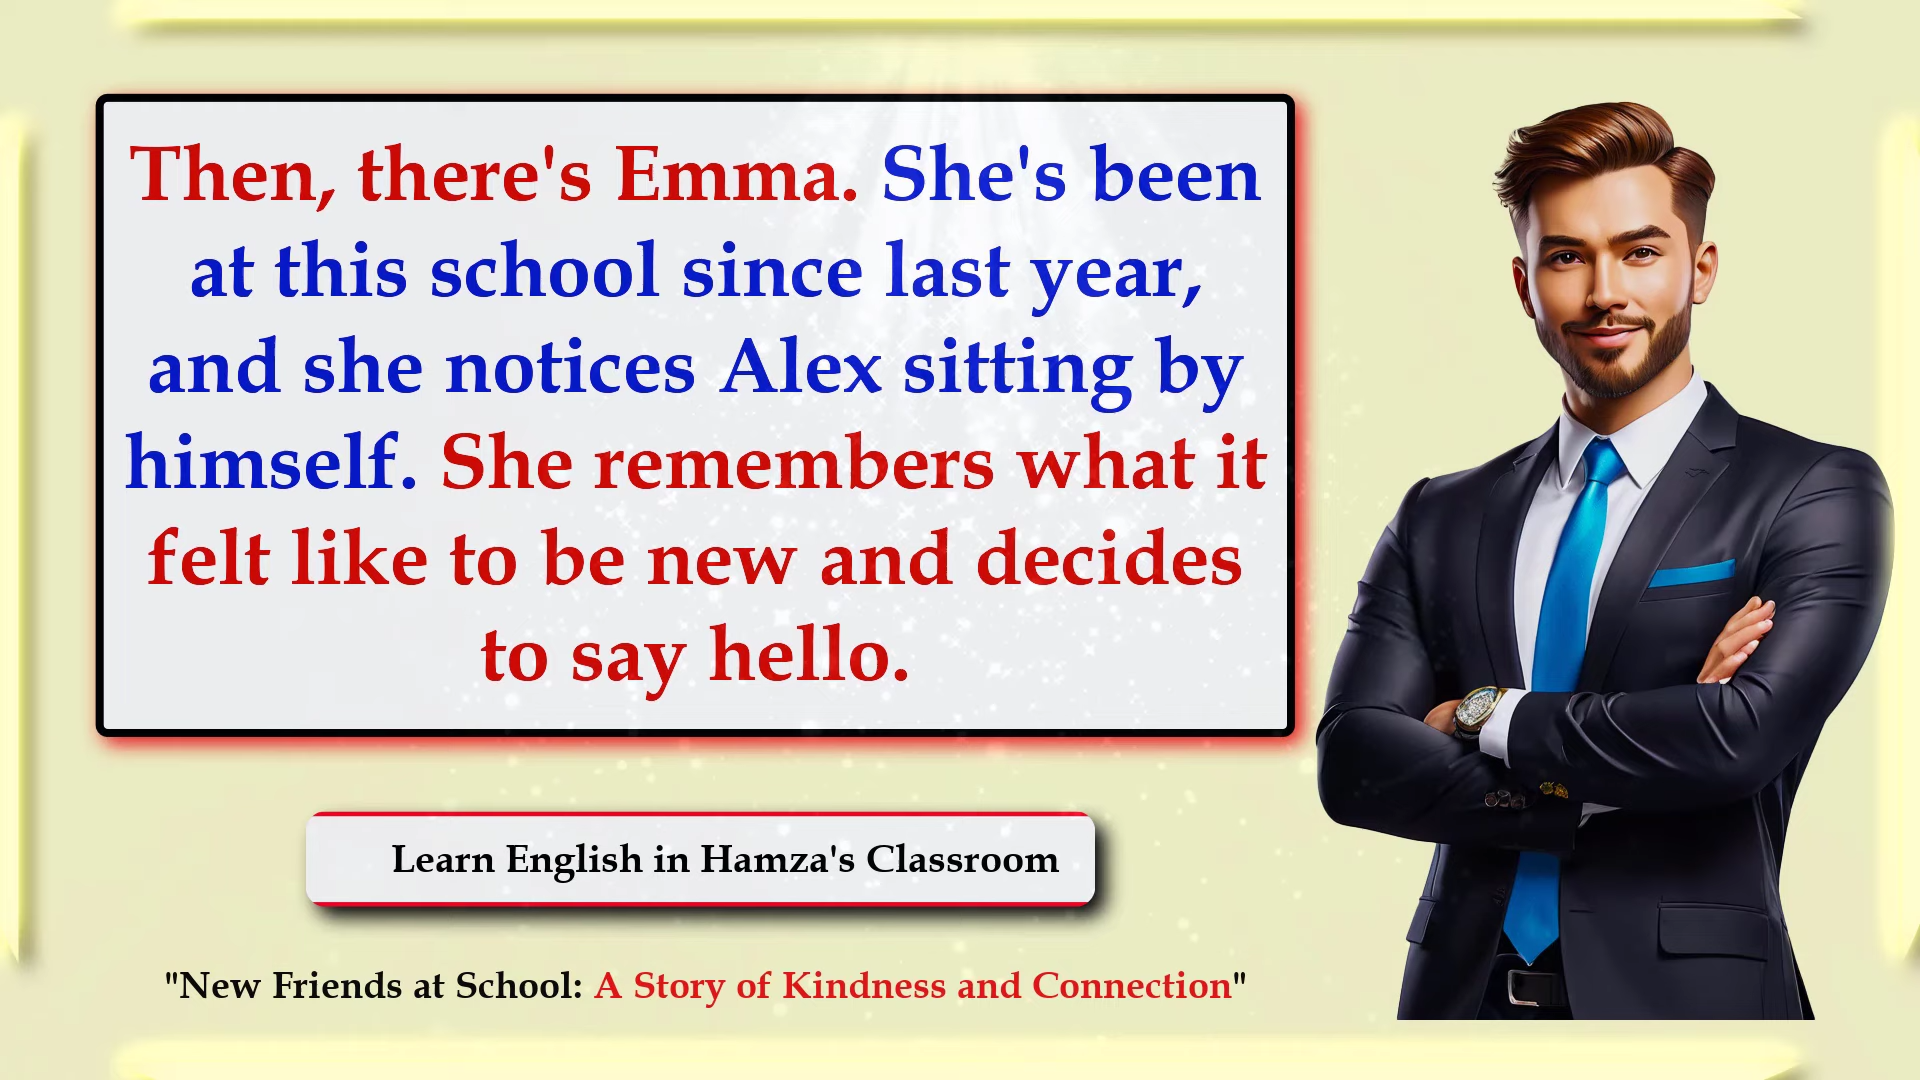 Then, there's Emma. She's been
at this school since last year,
and she notices Alex sitting by
himself. She remembers what it
felt like to be new and decides
to say hello.
Learn English in Hamza's Classroom
"New Friends at School: A Story of Kindness and Connection"